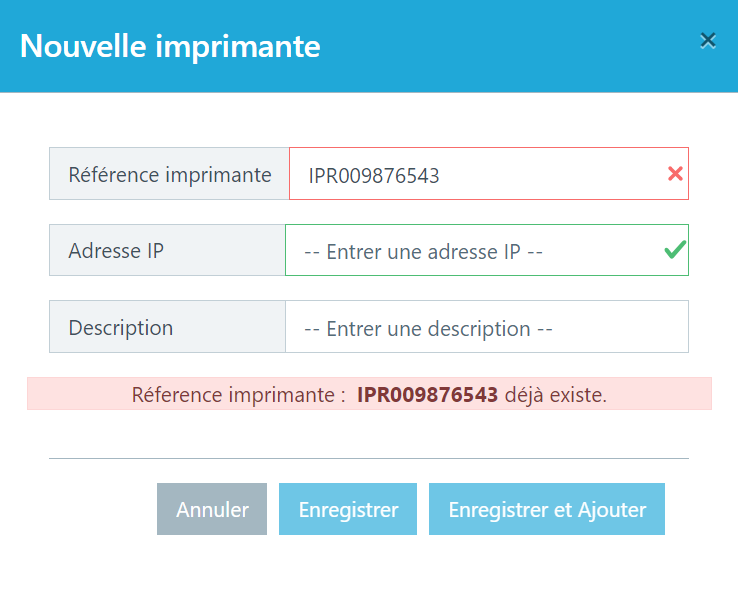 Nouvelle imprimante
Référence imprimante IPR009876543
Adresse IP -- Entrer une adresse IP --
Description -- Entrer une description --
Réference imprimante : IPR009876543 déjà existe.
Annuler Enregistrer Enregistrer et Ajouter